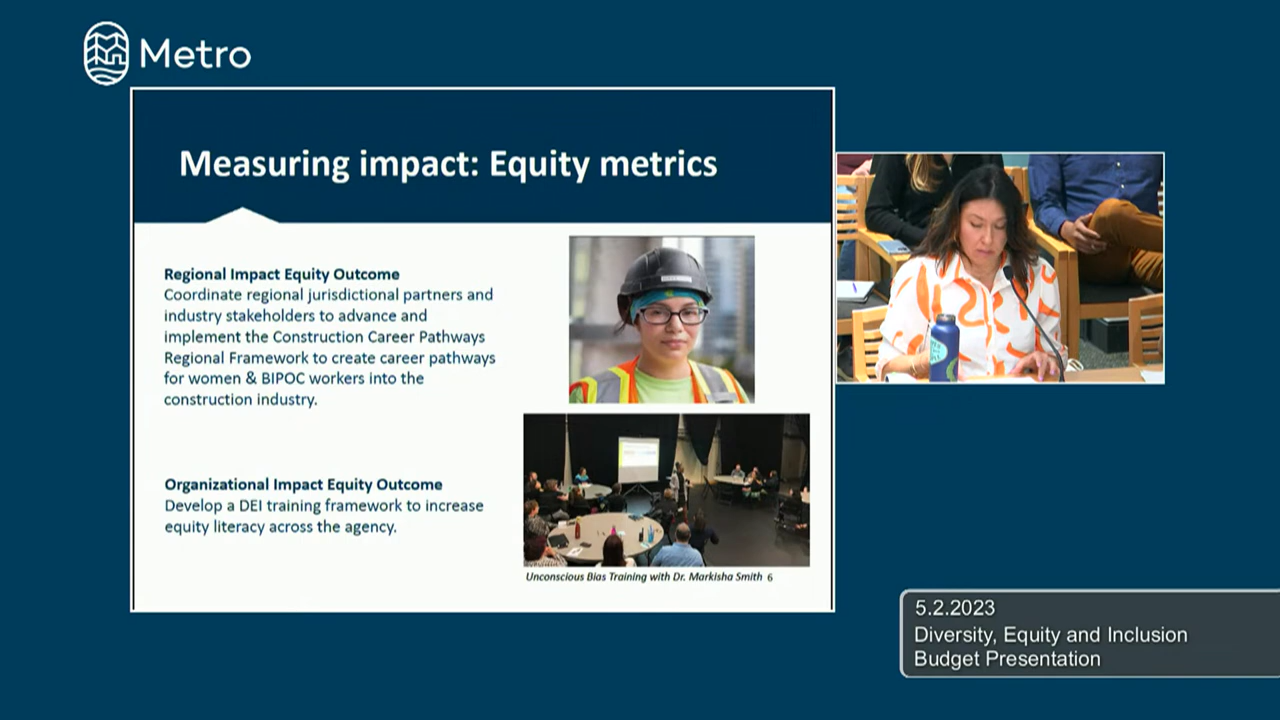 Metro
Measuring impact: Equity metrics
Regional Impact Equity Outcome
Coordinate regional jurisdictional partners and
industry stakeholders to advance and
implement the Construction Career Pathways
Regional Framework to create career pathways
for women & BIPOC workers into the
construction industry.
Organizational Impact Equity Outcome
Develop a DEI training framework to increase
equity literacy across the agency.
Unconscious Bias Training with Dr. Markisha Smith 6
5.2.2023
Diversity, Equity and Inclusion
Budget Presentation